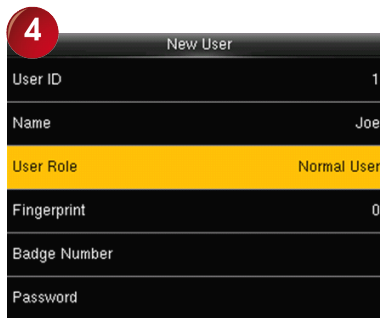 4
New User
User ID 1
Name Joe
User Role Normal User
Fingerprint 0
Badge Number
Password